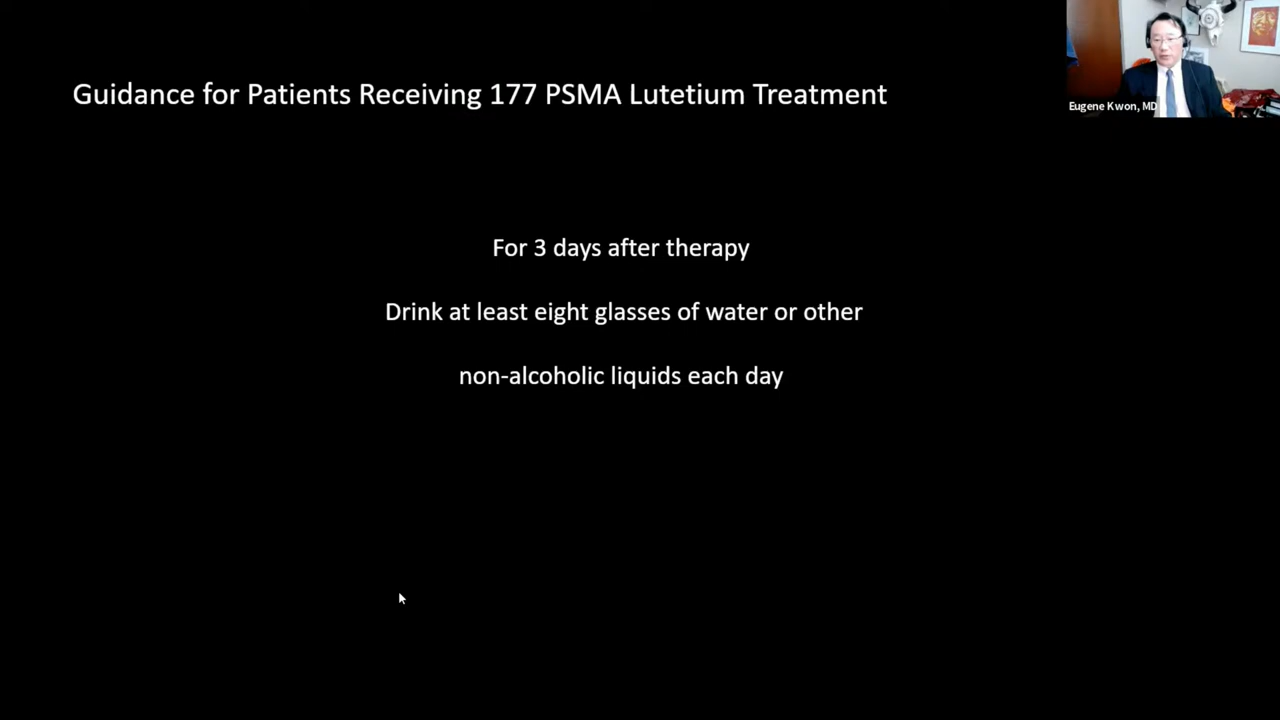 Guidance for Patients Receiving 177 PSMA Lutetium Treatment
Eugene Kwon, MD
For 3 days after therapy
Drink at least eight glasses of water or other
non-alcoholic liquids each day